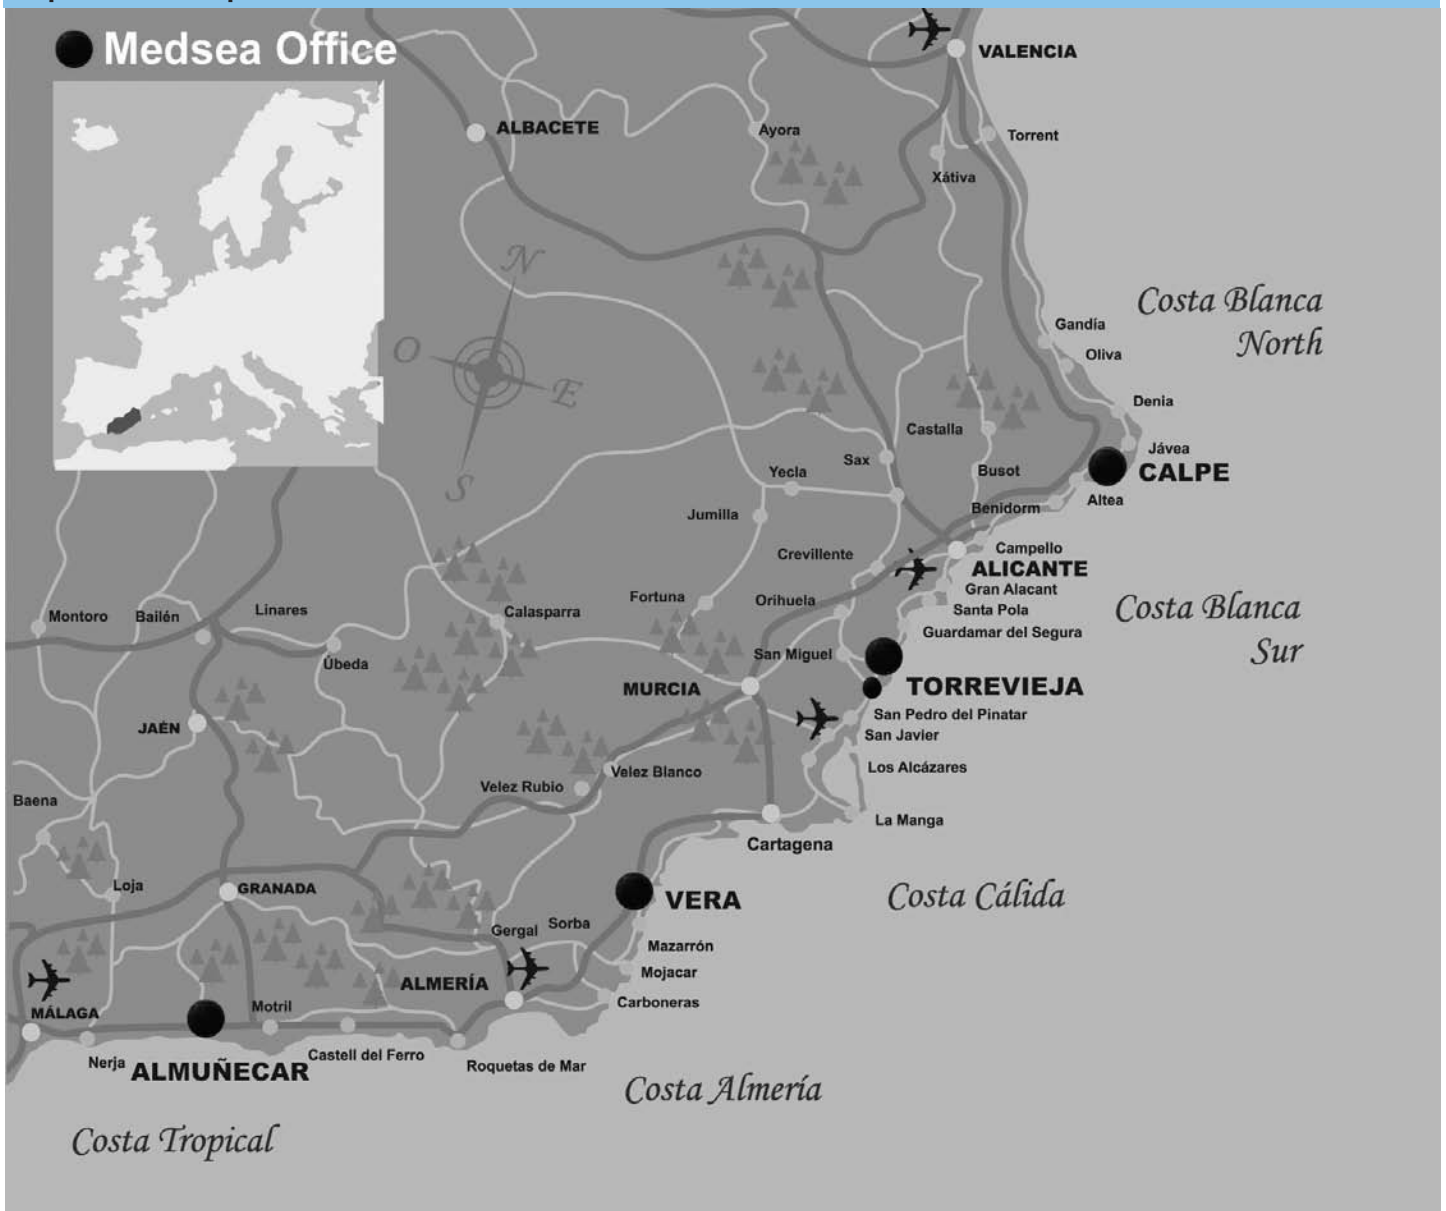 Medsea Office
VALENCIA
ALBACETE
Ayora
Torrent
Xátiva
N
O
E
S
Costa Blanca
North
Gandía
Oliva
Denia
Castalla
Jávea
Sax
Yecla
Busot
CALPE
Altea
Benidorm
Jumilla
Crevillente
Campello
ALICANTE
Gran Alacant
Fortuna
Orihuela
Santa Pola
Costa Blanca
Sur
Montoro
Bailén
Linares
Calasparra
Guardamar del Segura
San Miguel
Úbeda
MURCIA
TORREVIEJA
San Pedro del Pinatar
JAÉN
San Javier
Los Alcázares
Velez Blanco
Velez Rubio
Baena
La Manga
Cartagena
Loja
GRANADA
VERA
Costa Cálida
Gergal
Sorba
Mazarrón
Mojacar
ALMERÍA
Carboneras
MÁLAGA
Motril
Nerja
ALMUÑECAR
Castell del Ferro
Roquetas de Mar
Costa Almería
Costa Tropical